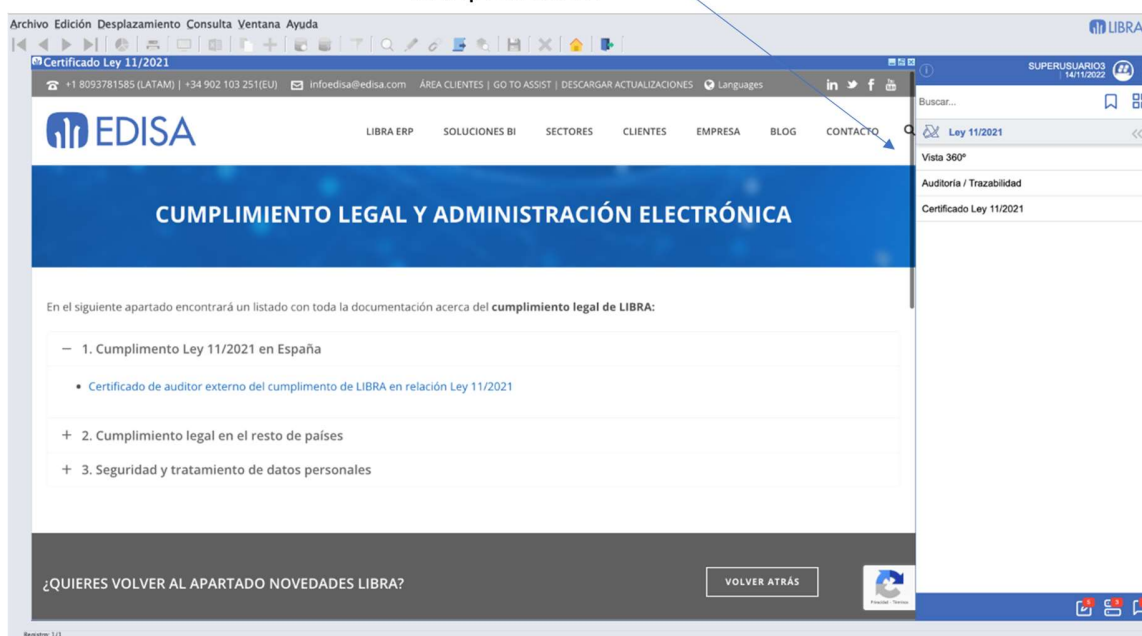 Archivo Edición Desplazamiento Consulta Ventana Ayuda
LIBRA
Certificado Ley 11/2021
SUPERUSUARIO3
| 14/11/2022
+1 8093781585 (LATAM) | +34 902 103 251(EU) infoedisa@edisa.com ÁREA CLIENTES | GO TO ASSIST | DESCARGAR ACTUALIZACIONES Languages
Buscar...
EDISA
LIBRA ERP SOLUCIONES BI SECTORES CLIENTES EMPRESA BLOG CONTACTO
Ley 11/2021
Vista 360º
Auditoría / Trazabilidad
Certificado Ley 11/2021
CUMPLIMIENTO LEGAL Y ADMINISTRACIÓN ELECTRÓNICA
En el siguiente apartado encontrará un listado con toda la documentación acerca del cumplimiento legal de LIBRA:
— 1. Cumplimento Ley 11/2021 en España
• Certificado de auditor externo del cumplimento de LIBRA en relación Ley 11/2021
+ 2. Cumplimiento legal en el resto de países
+ 3. Seguridad y tratamiento de datos personales
¿QUIERES VOLVER AL APARTADO NOVEDADES LIBRA?
VOLVER ATRÁS
Privacidad - Términos
Registro: 1/3